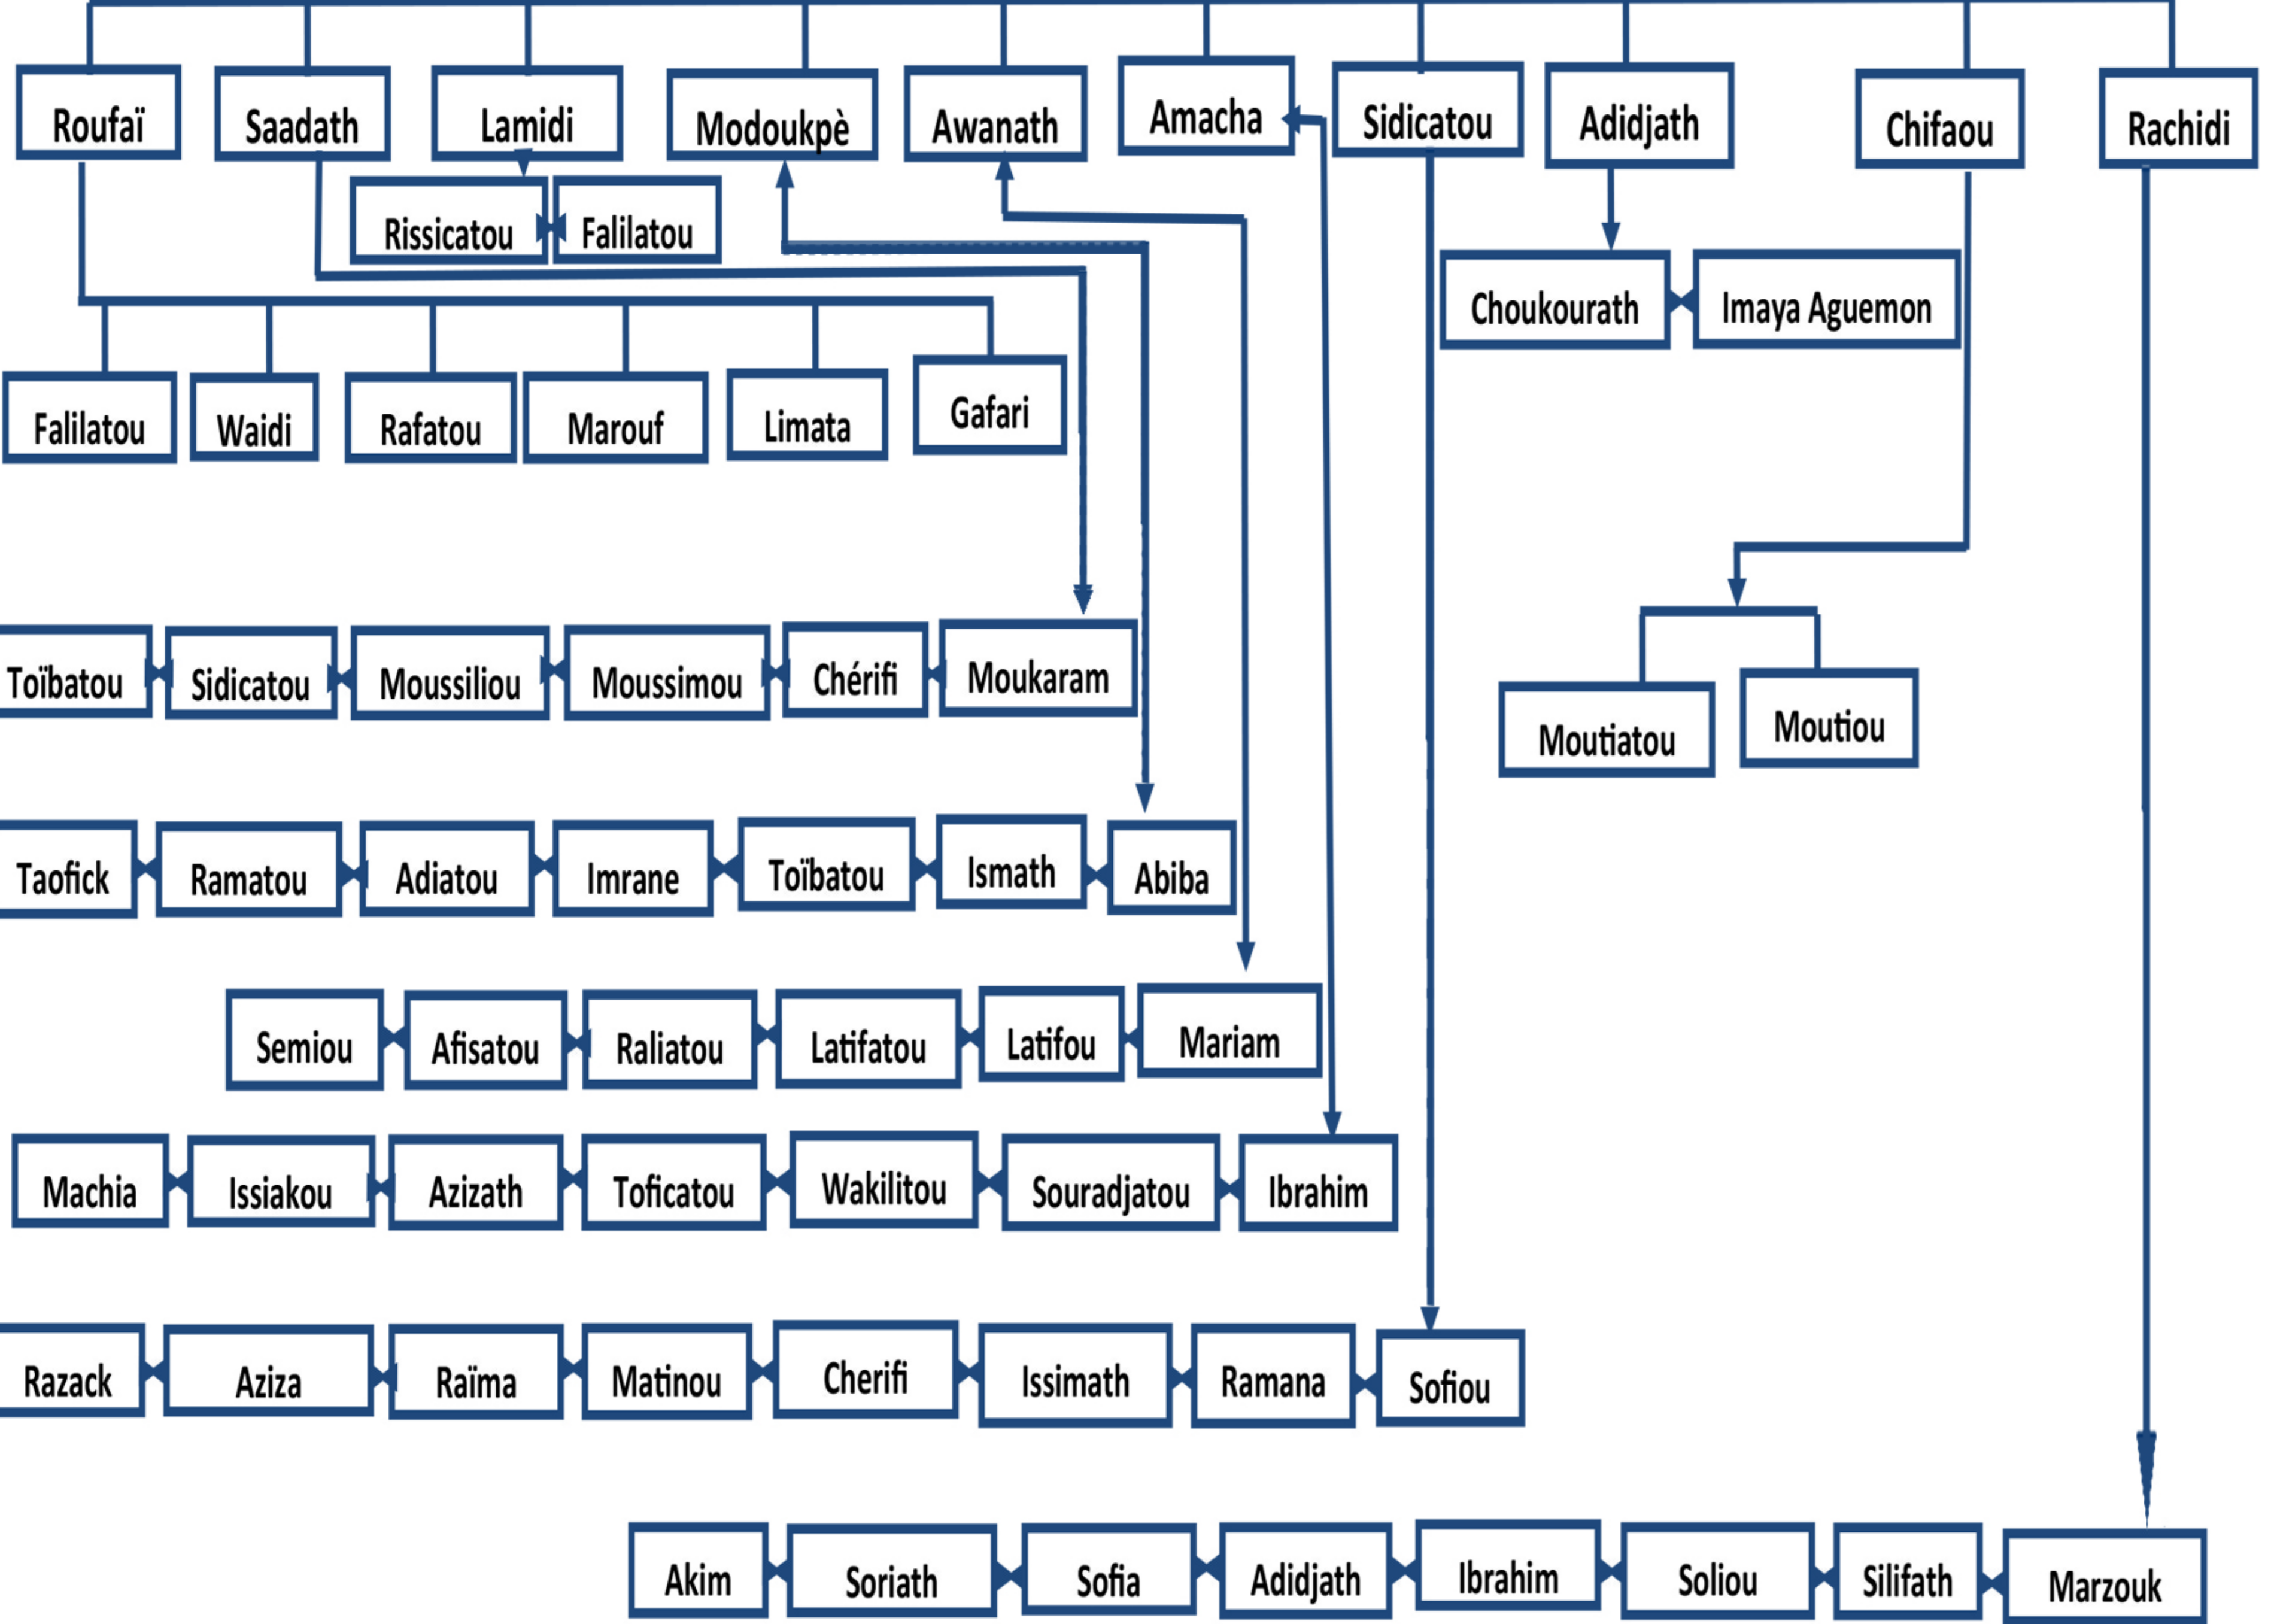 Roufaï Saadath Lamidi Modoukpè Awanath Amacha Sidicatou Adidjath Chifaou Rachidi
Rissicatou Falilatou
Choukourath Imaya Aguemon
Falilatou Waidi Rafatou Marouf Limata Gafari
Toïbatou Sidicatou Moussiliou Moussimou Chérifi Moukaram
Moutiatou Moutiou
Taofick Ramatou Adiatou Imrane Toïbatou Ismath Abiba
Semiou Afisatou Raliatou Latifatou Latifou Mariam
Machia Issiakou Azizath Toficatou Wakilitou Souradjatou Ibrahim
Razack Aziza Raïma Matinou Cherifi Issimath Ramana Sofiou
Akim Soriath Sofia Adidjath Ibrahim Soliou Silifath Marzouk